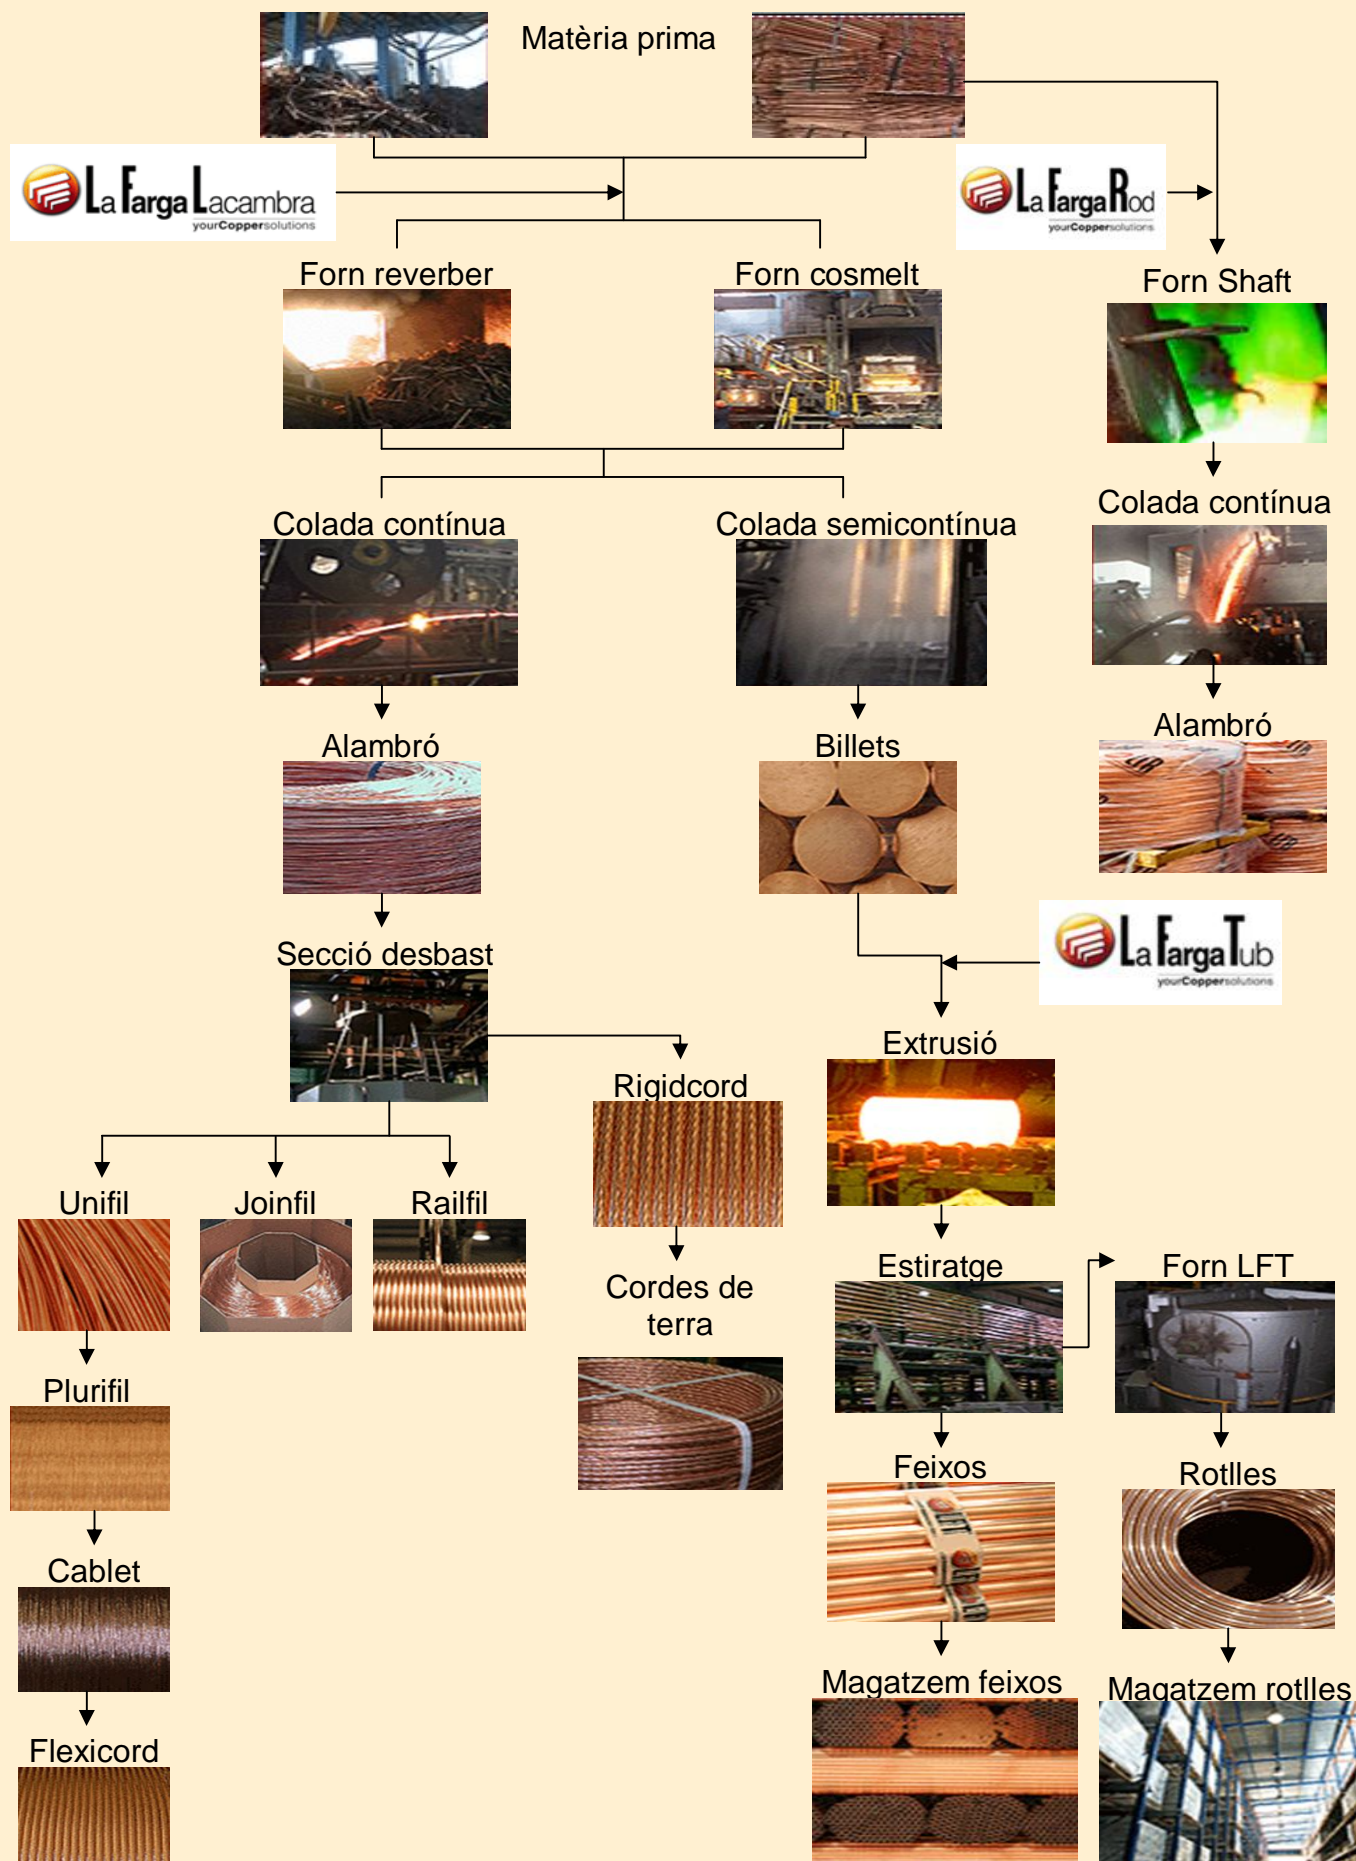 Matèria prima
La Farga Lacambra
yourCoppersolutions
La Farga Rod
yourCoppersolutions
Forn reverber
Forn cosmelt
Forn Shaft
Colada contínua
Colada semicontínua
Colada contínua
Alambró
Billets
Alambró
La Farga Tub
yourCoppersolutions
Secció desbast
Extrusió
Rigidcord
Unifil
Joinfil
Railfil
Estiratge
Forn LFT
Cordes de
terra
Plurifil
Feixos
Rotlles
LFT
Cablet
Magatzem feixos
Magatzem rotlles
Flexicord